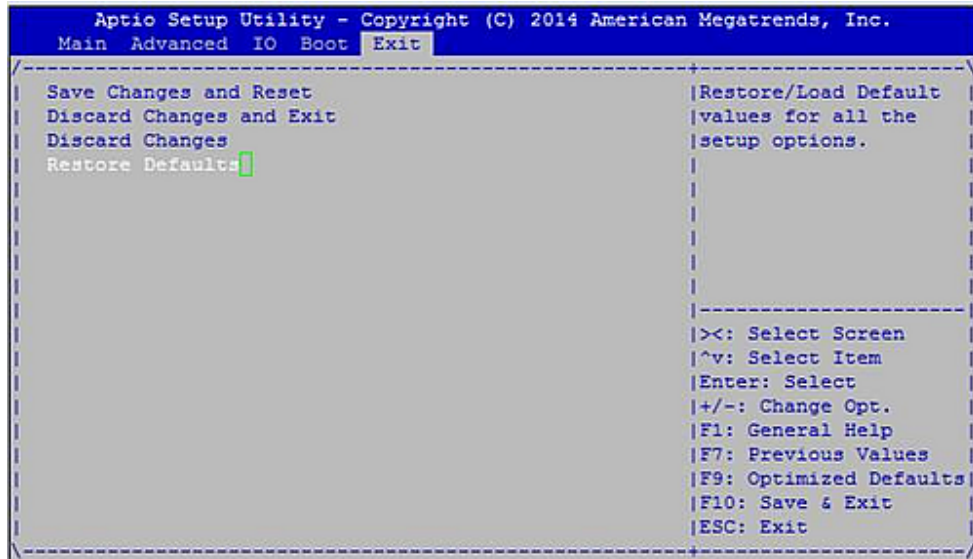 Aptio Setup Utility - Copyright (C) 2014 American Megatrends, Inc.
Main Advanced IO Boot Exit
Save Changes and Reset
Discard Changes and Exit
Discard Changes
Restore Defaults
Restore/Load Default
values for all the
setup options.
><: Select Screen
^v: Select Item
Enter: Select
+/-: Change Opt.
F1: General Help
F7: Previous Values
F9: Optimized Defaults
F10: Save & Exit
ESC: Exit